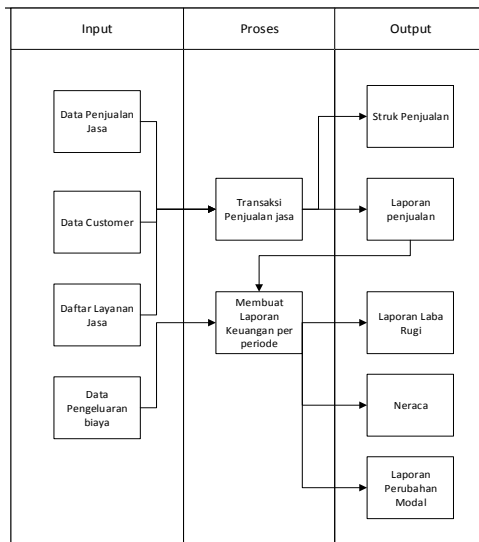 Input
Proses
Output
Data Penjualan
Jasa
Struk Penjualan
Data Customer
Transaksi
Penjualan jasa
Laporan
penjualan
Daftar Layanan
Jasa
Membuat
Laporan
Keuangan per
periode
Laporan Laba
Rugi
Data
Pengeluaran
biaya
Neraca
Laporan
Perubahan
Modal